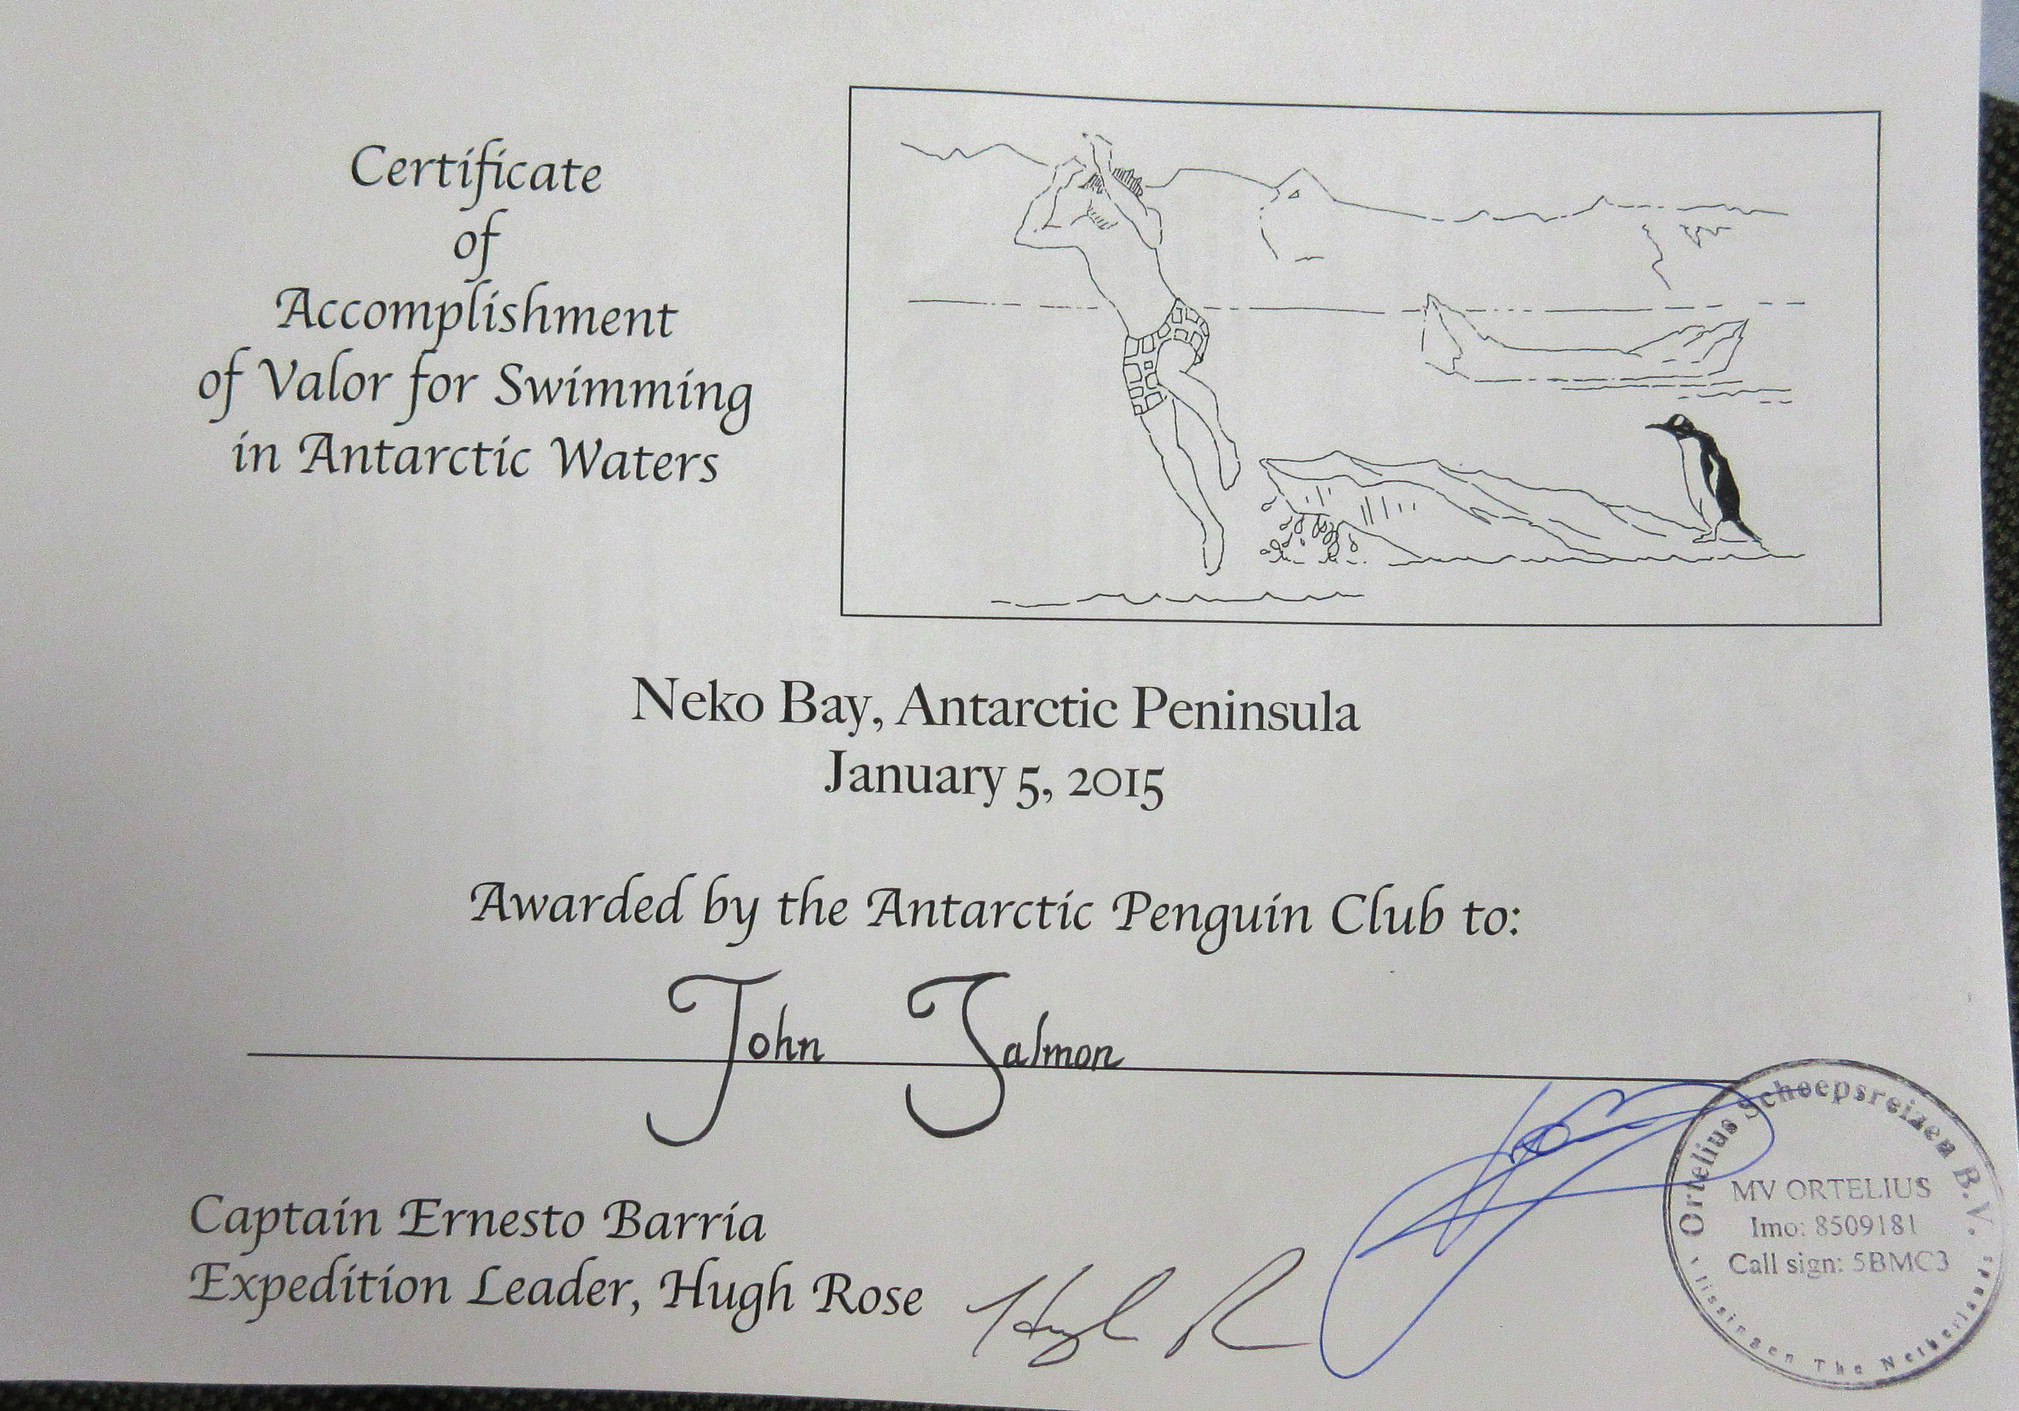 Certificate
of
Accomplishment
of Valor for Swimming
in Antarctic Waters
Neko Bay, Antarctic Peninsula
January 5, 2015
Awarded by the Antarctic Penguin Club to:
John Salmon
Captain Ernesto Barria
Expedition Leader, Hugh Rose
Hugh R
Ortelius Scheepsreizen B.V.
MV ORTELIUS
Imo: 8509181
Call sign: 5BMC3
Vlissingen The Netherlands